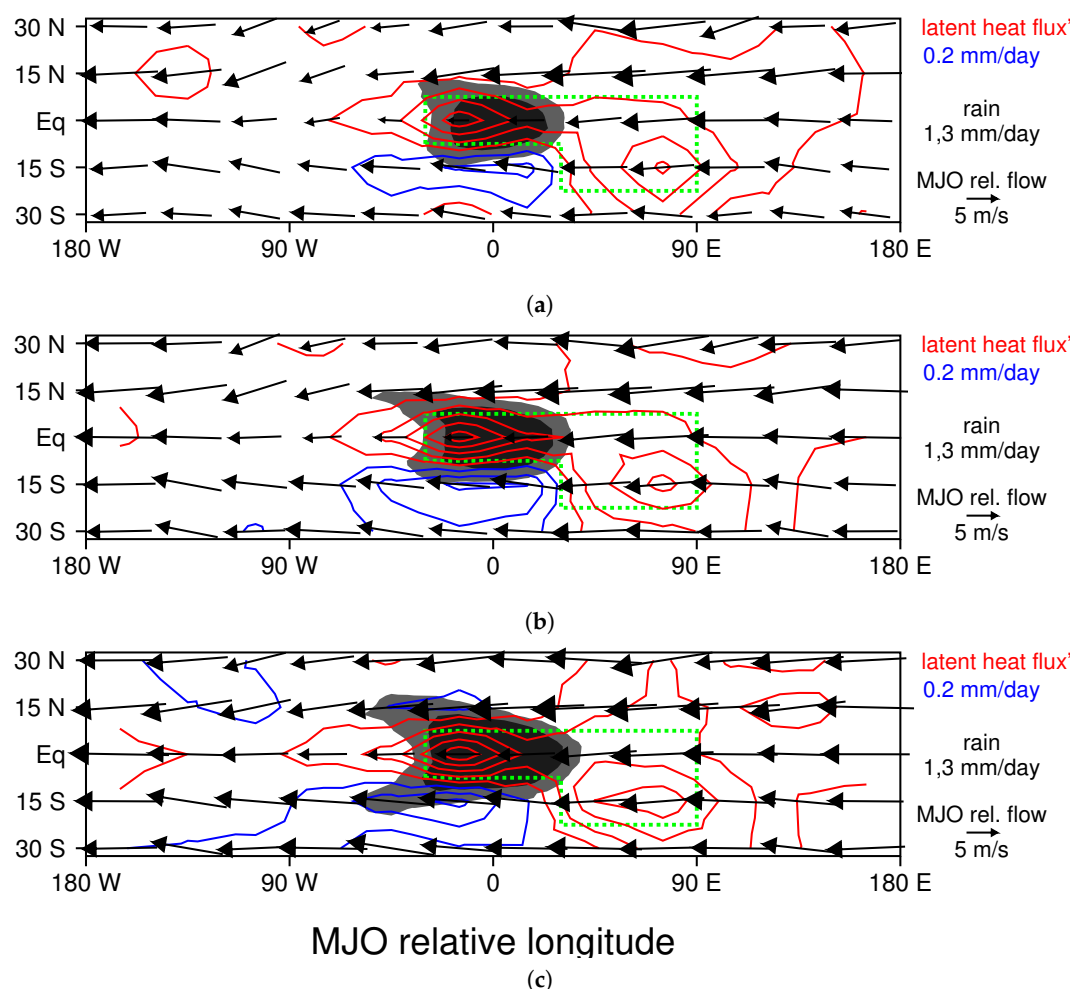 30 N
15 N
Eq
15 S
30 S
180 W
90 W
0
90 E
180 E
latent heat flux'
0.2 mm/day
rain
1,3 mm/day
MJO rel. flow
5 m/s
(a)
30 N
15 N
Eq
15 S
30 S
180 W
90 W
0
90 E
180 E
latent heat flux'
0.2 mm/day
rain
1,3 mm/day
MJO rel. flow
5 m/s
(b)
30 N
15 N
Eq
15 S
30 S
180 W
90 W
0
90 E
180 E
latent heat flux'
0.2 mm/day
rain
1,3 mm/day
MJO rel. flow
5 m/s
MJO relative longitude
(c)